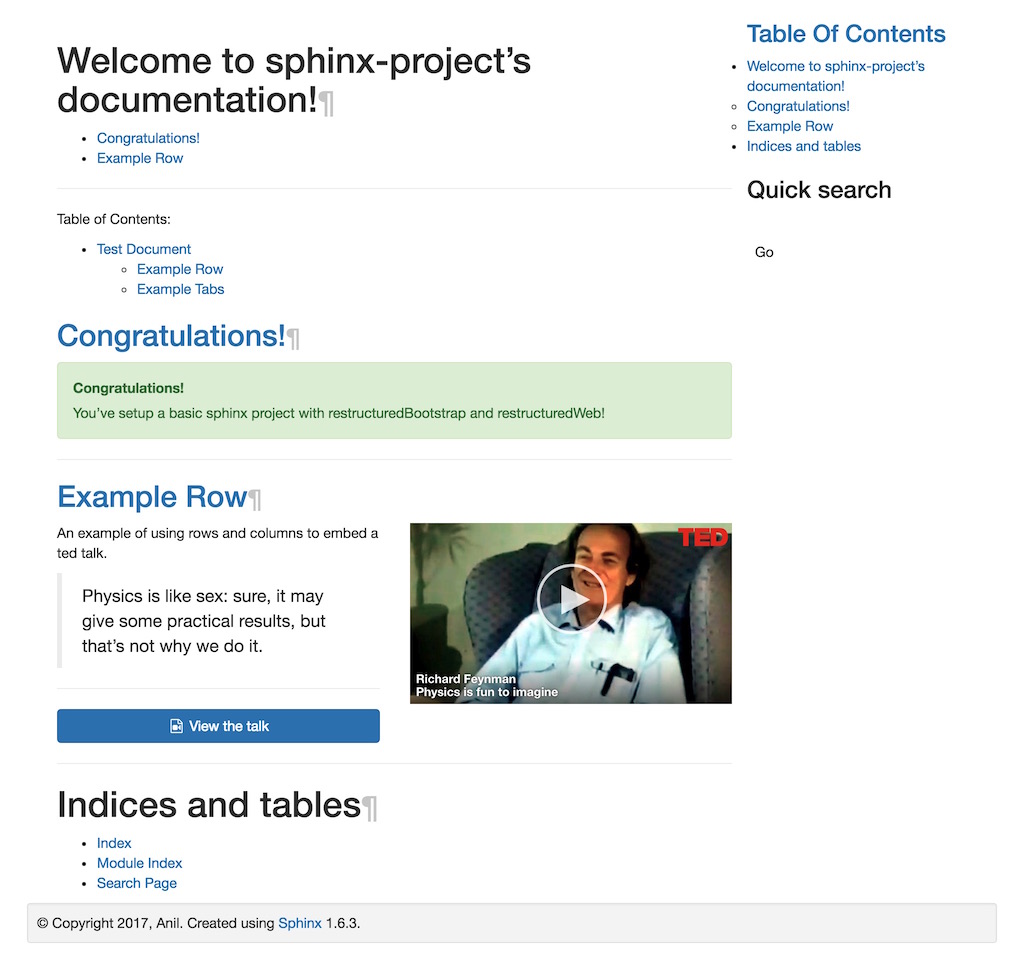 Welcome to sphinx-project’s
documentation!¶
Congratulations!
Example Row
Table of Contents:
Test Document
Example Row
Example Tabs
Congratulations!¶
Congratulations!
You’ve setup a basic sphinx project with restructuredBootstrap and restructuredWeb!
Example Row¶
An example of using rows and columns to embed a
ted talk.
Physics is like sex: sure, it may
give some practical results, but
that’s not why we do it.
View the talk
TED
Richard Feynman
Physics is fun to imagine
Indices and tables¶
Index
Module Index
Search Page
Table Of Contents
Welcome to sphinx-project’s
documentation!
Congratulations!
Example Row
Indices and tables
Quick search
Go
© Copyright 2017, Anil. Created using Sphinx 1.6.3.